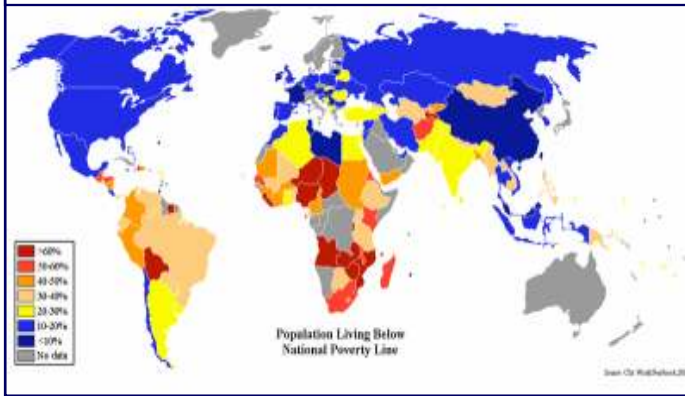 >60%
50-60%
40-50%
30-40%
20-30%
10-20%
<10%
No data
Population Living Below
National Poverty Line